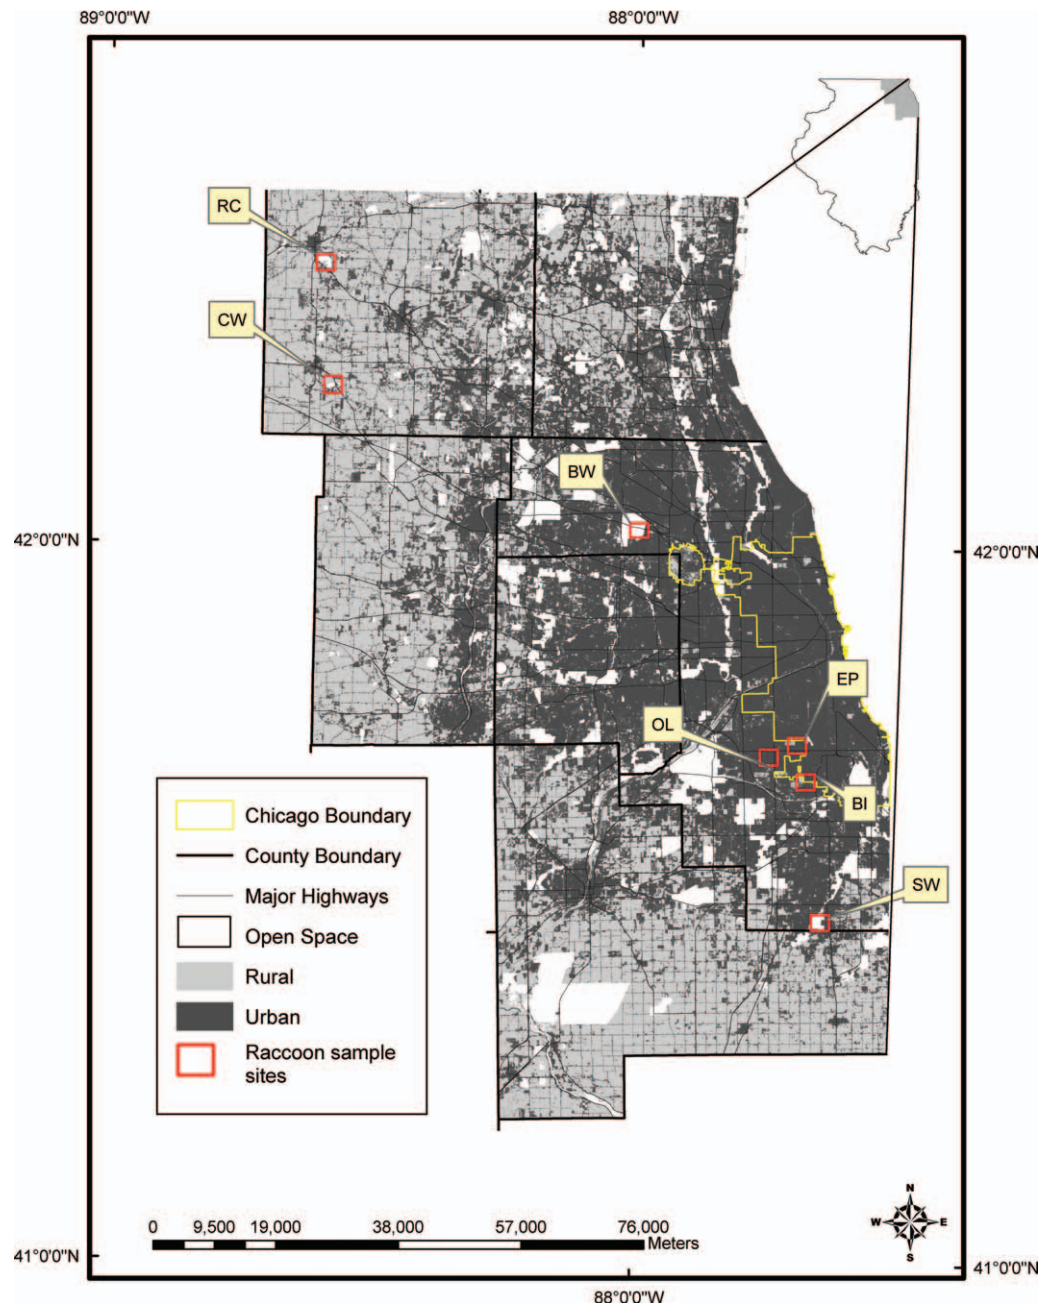 89°0'0"W
88°0'0"W
RC
CW
BW
42°0'0"N
42°0'0"N
EP
OL
BI
SW
Chicago Boundary
County Boundary
Major Highways
Open Space
Rural
Urban
Raccoon sample
sites
0 9,500 19,000 38,000 57,000 76,000
Meters
N
W E
S
41°0'0"N
41°0'0"N
88°0'0"W